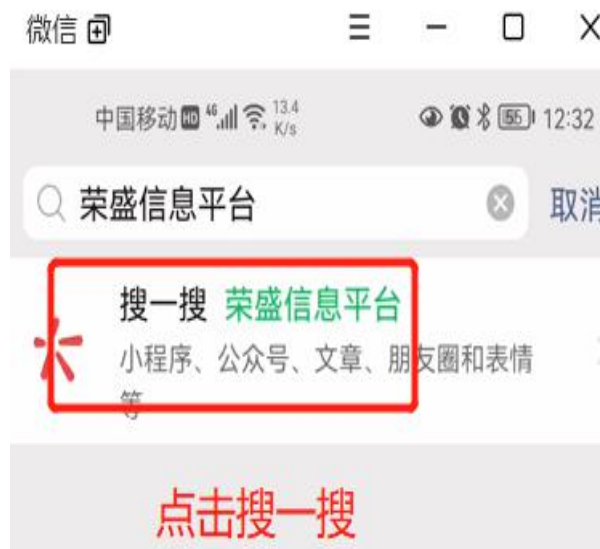 微信
中国移动 HD 4G 13.4 K/s 55 12:32
荣盛信息平台 取消
搜一搜 荣盛信息平台
小程序、公众号、文章、朋友圈和表情
等
点击搜一搜